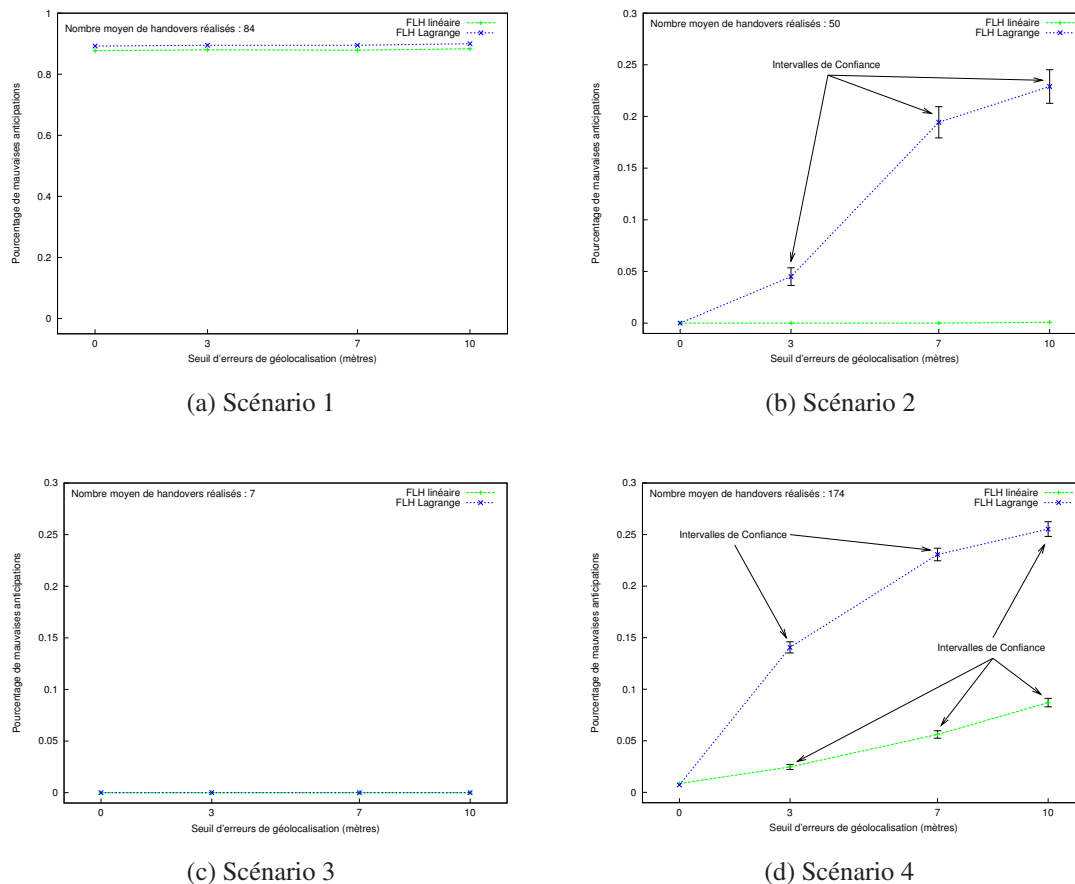 Nombre moyen de handovers réalisés : 84
FLH linéaire
FLH Lagrange
Pourcentage de mauvaises anticipations
1
0.8
0.6
0.4
0.2
0
0 3 7 10
Seuil d'erreurs de géolocalisation (mètres)
(a) Scénario 1
Nombre moyen de handovers réalisés : 50
FLH linéaire
FLH Lagrange
Intervalles de Confiance
Pourcentage de mauvaises anticipations
0.3
0.25
0.2
0.15
0.1
0.05
0
0 3 7 10
Seuil d'erreurs de géolocalisation (mètres)
(b) Scénario 2
Nombre moyen de handovers réalisés : 7
FLH linéaire
FLH Lagrange
Pourcentage de mauvaises anticipations
0.3
0.25
0.2
0.15
0.1
0.05
0
0 3 7 10
Seuil d'erreurs de géolocalisation (mètres)
(c) Scénario 3
Nombre moyen de handovers réalisés : 174
FLH linéaire
FLH Lagrange
Intervalles de Confiance
Intervalles de Confiance
Pourcentage de mauvaises anticipations
0.3
0.25
0.2
0.15
0.1
0.05
0
0 3 7 10
Seuil d'erreurs de géolocalisation (mètres)
(d) Scénario 4